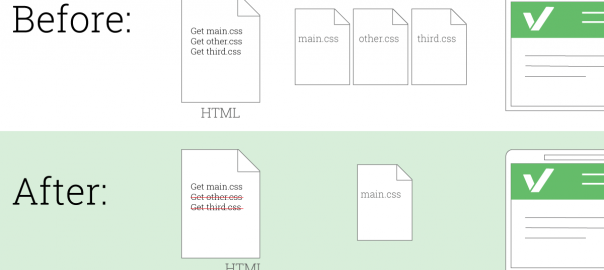 Before:
Get main.css
Get other.css
Get third.css
HTML
main.css
other.css
third.css
After:
Get main.css
Get other.css
Get third.css
HTML
main.css